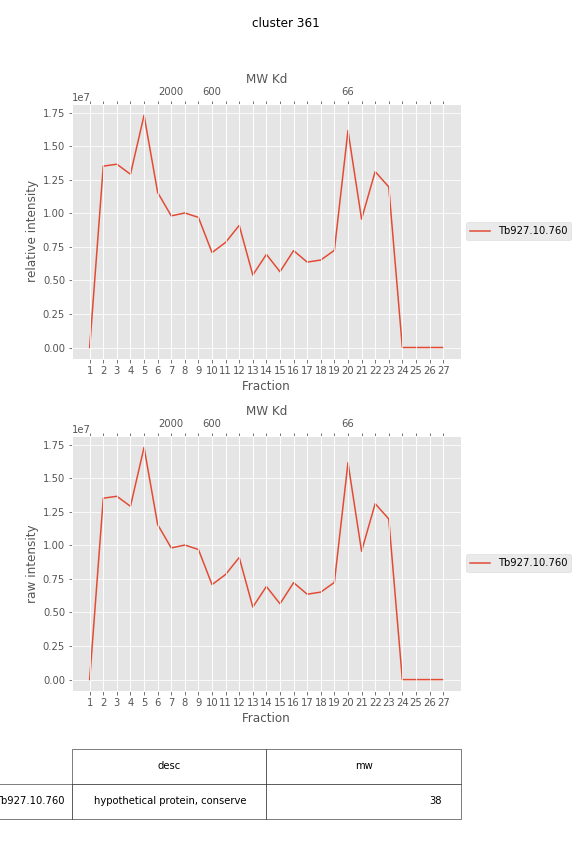 cluster 361
MW Kd
1e7 2000 600 66
1.75
1.50
1.25
1.00
0.75
0.50
0.25
0.00
relative intensity
Tb927.10.760
1 2 3 4 5 6 7 8 9 10 11 12 13 14 15 16 17 18 19 20 21 22 23 24 25 26 27
Fraction
MW Kd
1e7 2000 600 66
1.75
1.50
1.25
1.00
0.75
0.50
0.25
0.00
raw intensity
Tb927.10.760
1 2 3 4 5 6 7 8 9 10 11 12 13 14 15 16 17 18 19 20 21 22 23 24 25 26 27
Fraction
desc mw
b927.10.760 hypothetical protein, conserve 38